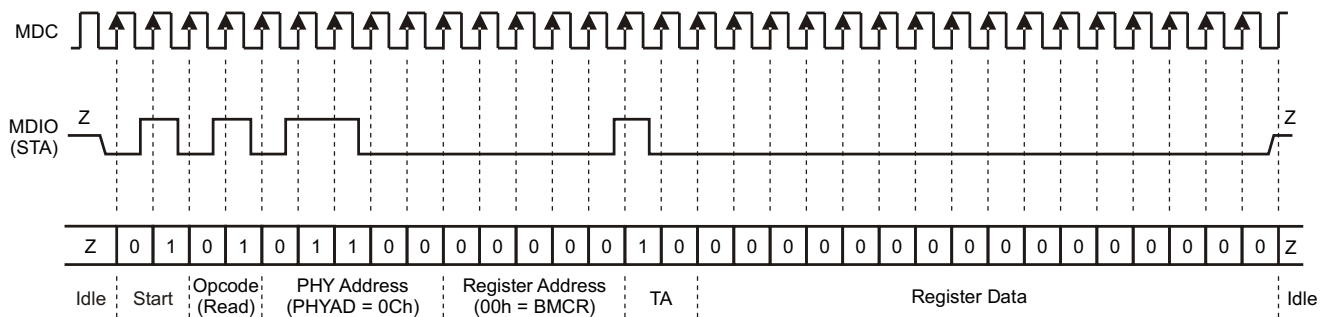 MDC
Z Z
MDIO
(STA)
Z 0 1 0 1 0 1 1 0 0 0 0 0 0 0 1 0 0 0 0 0 0 0 0 0 0 0 0 0 0 0 0 0 Z
Idle Start Opcode PHY Address Register Address TA Register Data Idle
(Read) (PHYAD = 0Ch) (00h = BMCR)